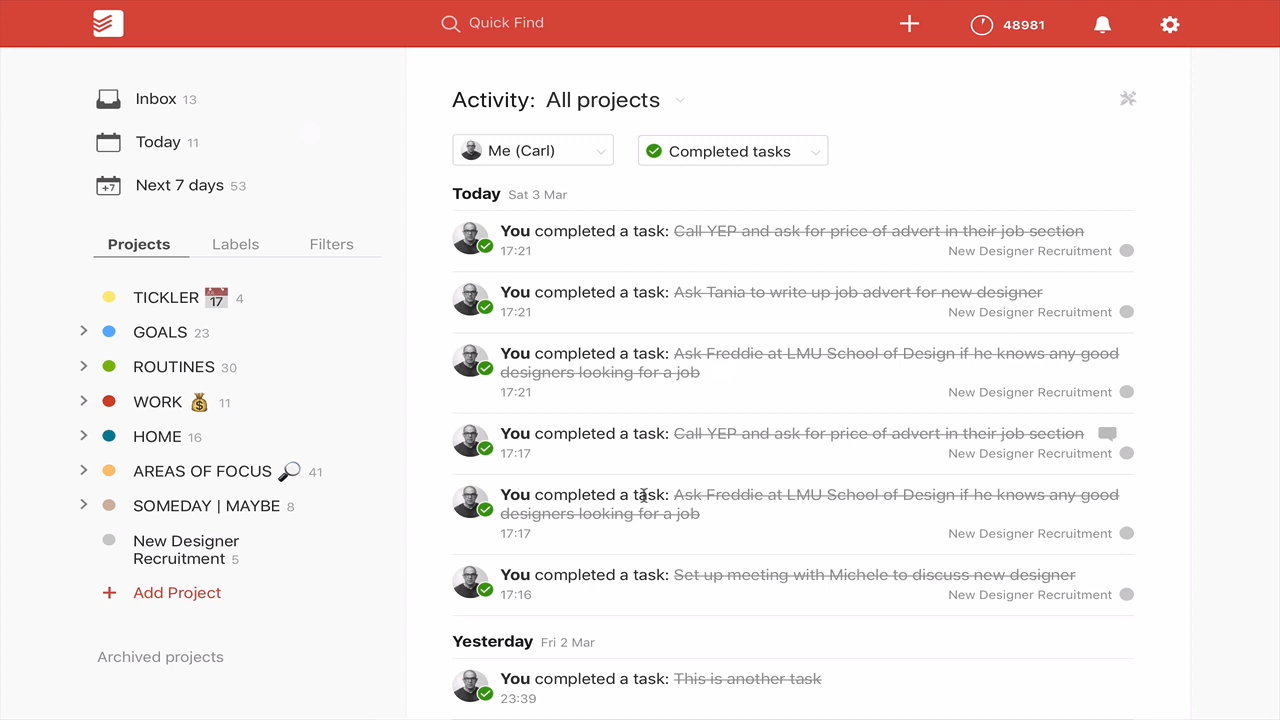 Quick Find
48981
Inbox 13
Today 11
Next 7 days 53
Projects Labels Filters
TICKLER 17 4
GOALS 23
ROUTINES 30
WORK 11
HOME 16
AREAS OF FOCUS 41
SOMEDAY | MAYBE 8
New Designer
Recruitment 5
+ Add Project
Archived projects
Activity: All projects
Me (Carl) Completed tasks
Today Sat 3 Mar
You completed a task: Call YEP and ask for price of advert in their job section
17:21 New Designer Recruitment
You completed a task: Ask Tania to write up job advert for new designer
17:21 New Designer Recruitment
You completed a task: Ask Freddie at LMU School of Design if he knows any good
designers looking for a job
17:21 New Designer Recruitment
You completed a task: Call YEP and ask for price of advert in their job section
17:17 New Designer Recruitment
You completed a task: Ask Freddie at LMU School of Design if he knows any good
designers looking for a job
17:17 New Designer Recruitment
You completed a task: Set up meeting with Michele to discuss new designer
17:16 New Designer Recruitment
Yesterday Fri 2 Mar
You completed a task: This is another task
23:39